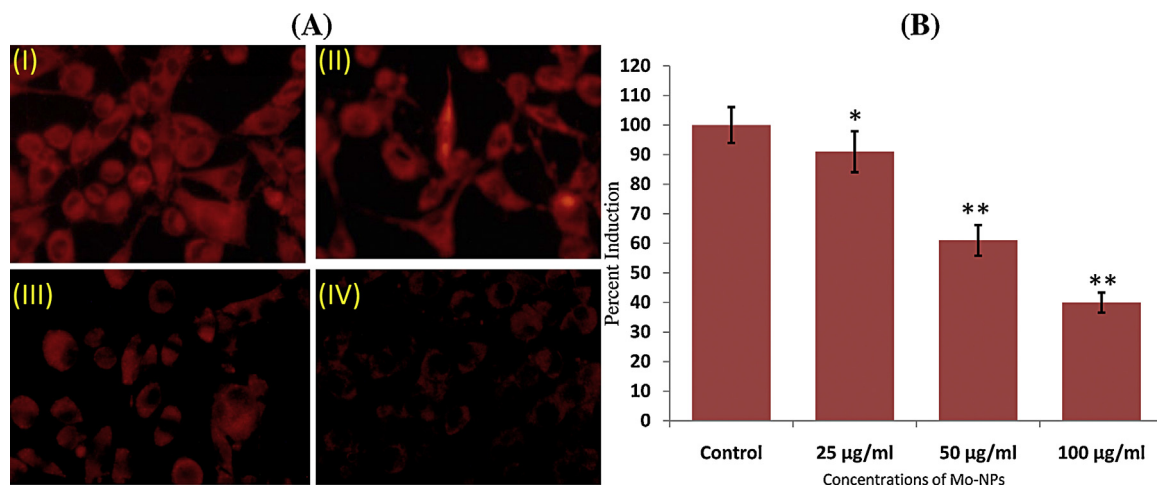 (A)
(I)
(II)
(III)
(IV)
(B)
Percent Induction
120
110
100
90
80
70
60
50
40
30
20
10
0
*
**
**
Control 25 µg/ml 50 µg/ml 100 µg/ml
Concentrations of Mo-NPs